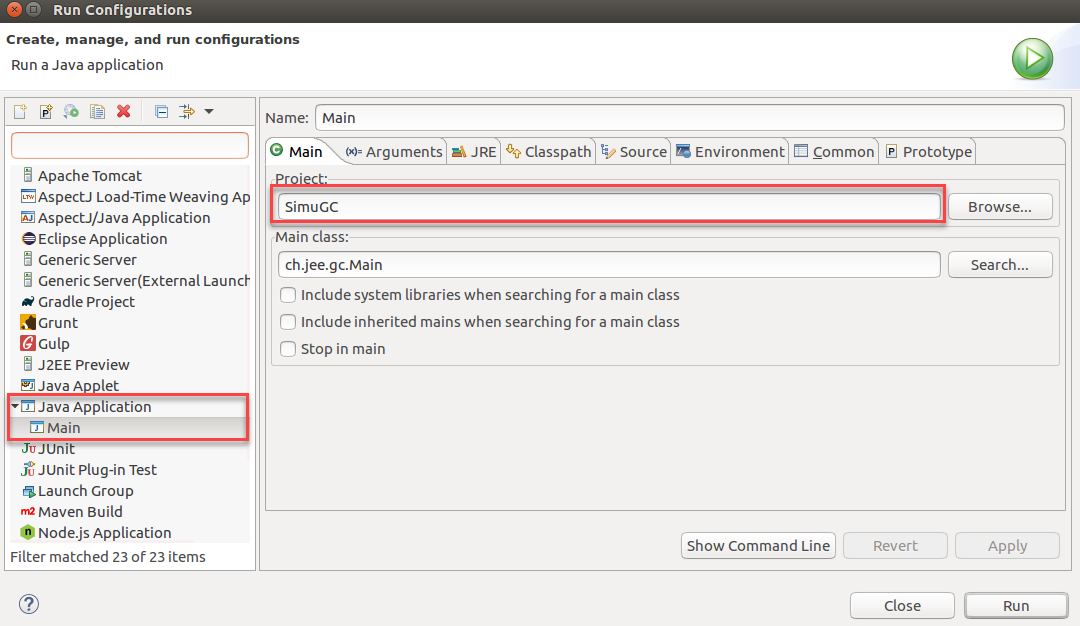 Run Configurations
Create, manage, and run configurations
Run a Java application
Name: Main
Main
(x)= Arguments
JRE
Classpath
Source
Environment
Common
Prototype
Project:
SimuGC
Browse...
Main class:
ch.jee.gc.Main
Search...
Include system libraries when searching for a main class
Include inherited mains when searching for a main class
Stop in main
Apache Tomcat
AspectJ Load-Time Weaving Ap
AspectJ/Java Application
Eclipse Application
Generic Server
Generic Server(External Launch
Gradle Project
Grunt
Gulp
J2EE Preview
Java Applet
Java Application
Main
JUnit
JUnit Plug-in Test
Launch Group
m2 Maven Build
Node.js Application
Filter matched 23 of 23 items
Show Command Line
Revert
Apply
Close
Run